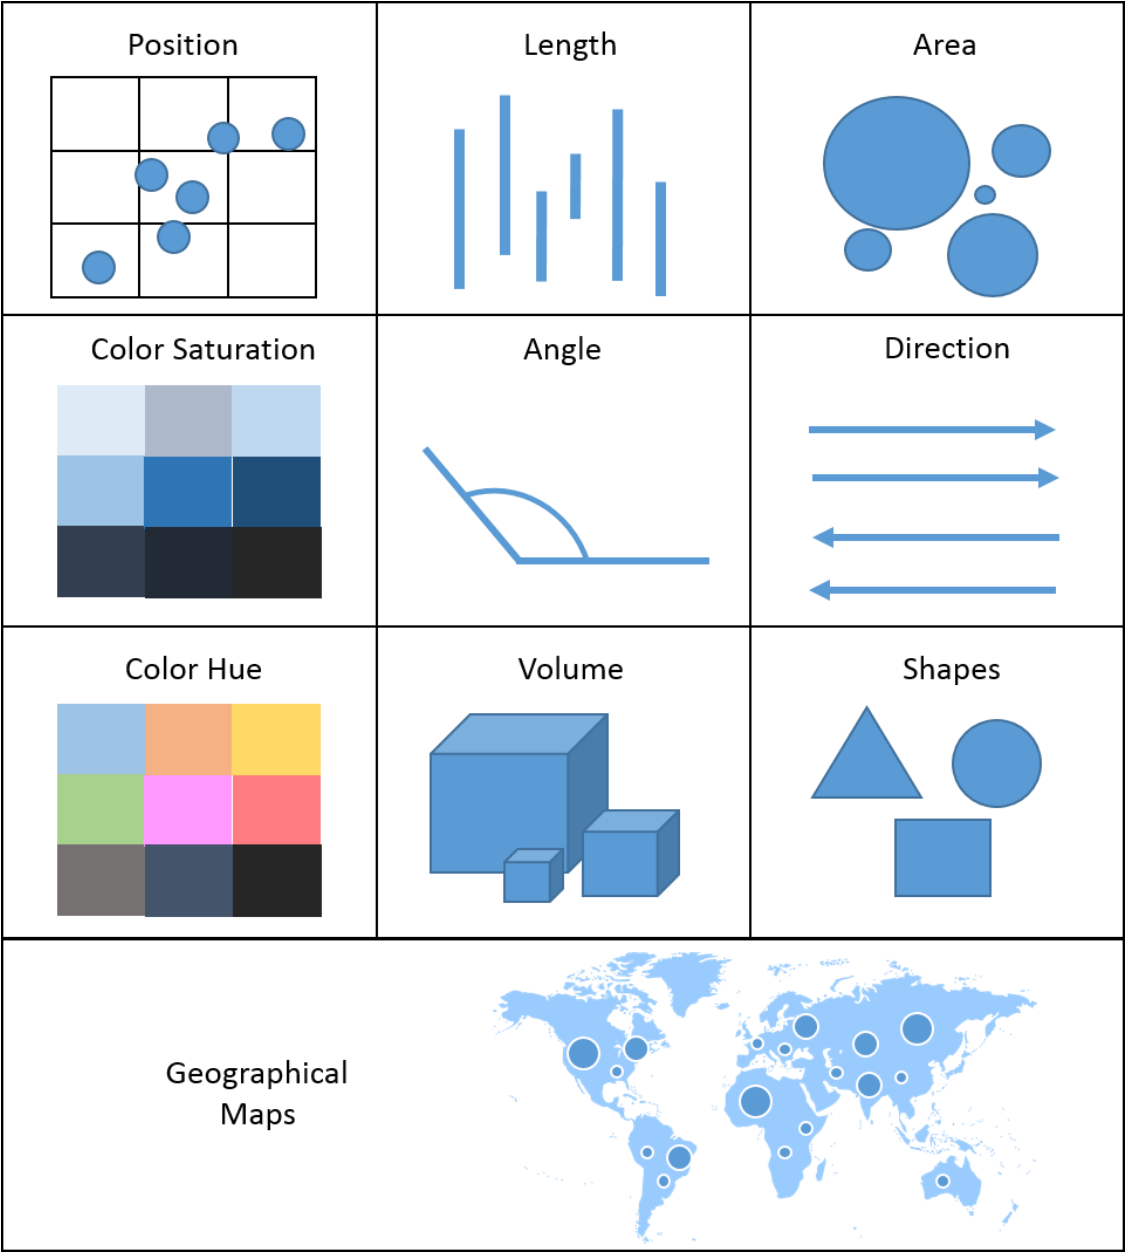 Position
Length
Area
Color Saturation
Angle
Direction
Color Hue
Volume
Shapes
Geographical
Maps